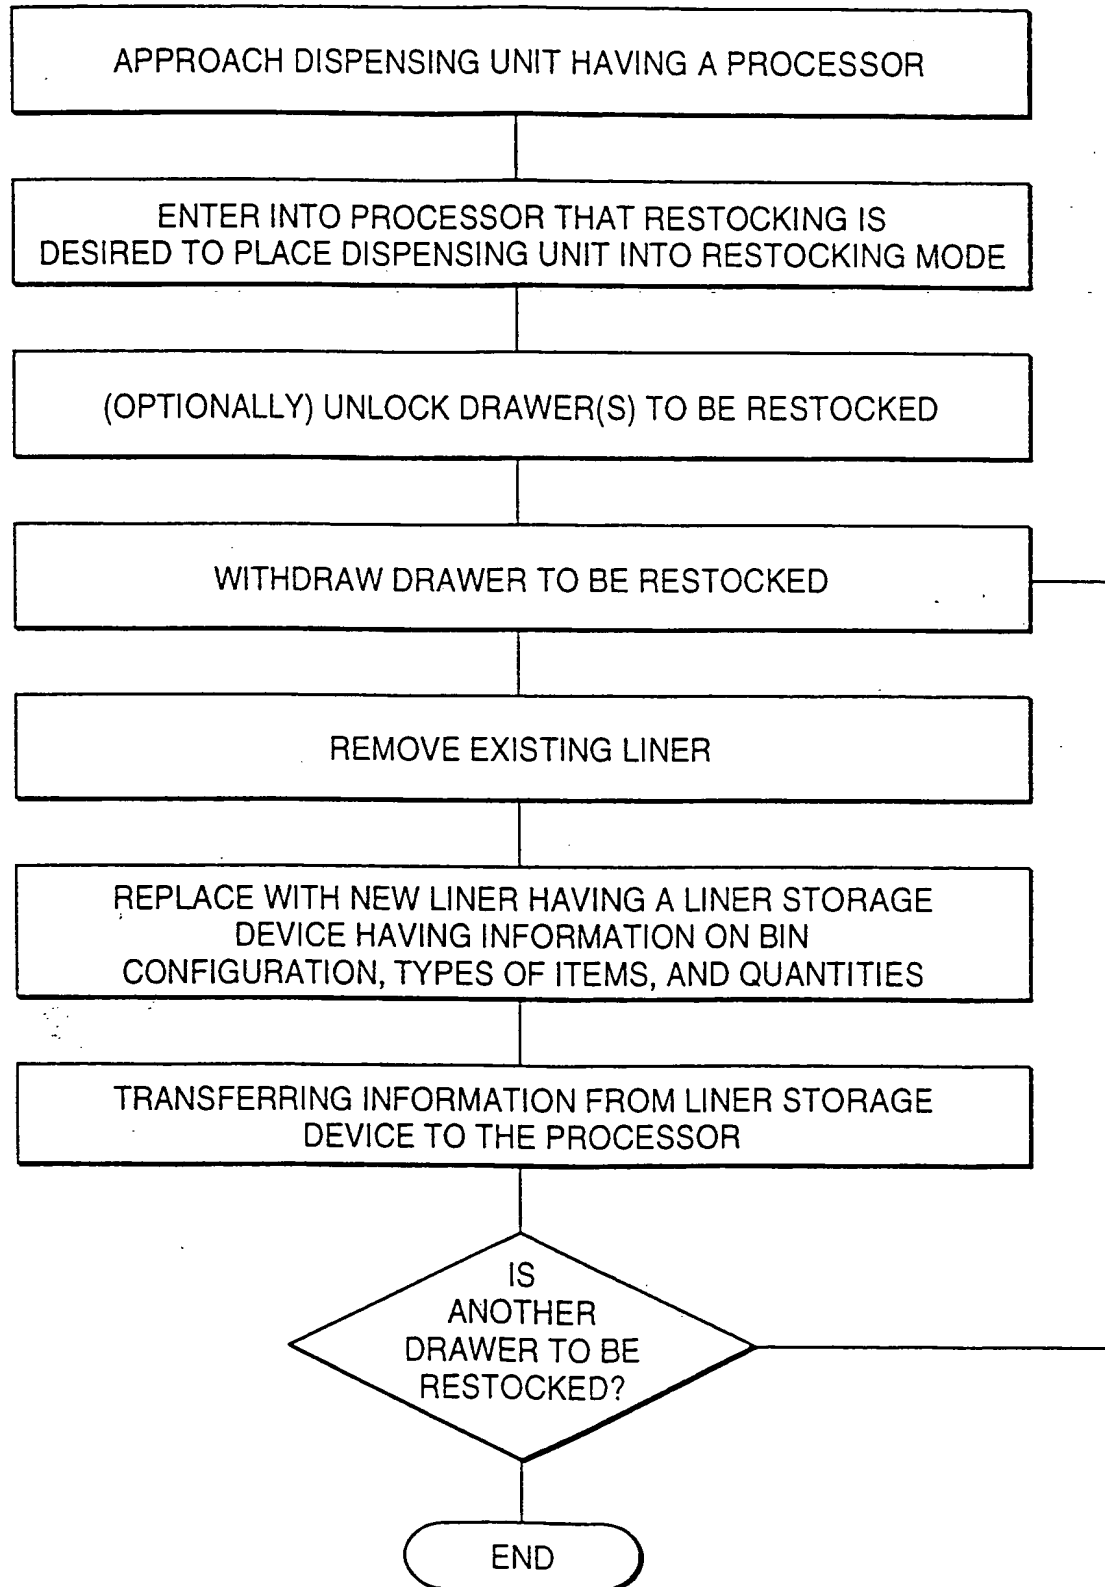 APPROACH DISPENSING UNIT HAVING A PROCESSOR
ENTER INTO PROCESSOR THAT RESTOCKING IS
DESIRED TO PLACE DISPENSING UNIT INTO RESTOCKING MODE
(OPTIONALLY) UNLOCK DRAWER(S) TO BE RESTOCKED
WITHDRAW DRAWER TO BE RESTOCKED
REMOVE EXISTING LINER
REPLACE WITH NEW LINER HAVING A LINER STORAGE
DEVICE HAVING INFORMATION ON BIN
CONFIGURATION, TYPES OF ITEMS, AND QUANTITIES
TRANSFERRING INFORMATION FROM LINER STORAGE
DEVICE TO THE PROCESSOR
IS
ANOTHER
DRAWER TO BE
RESTOCKED?
END